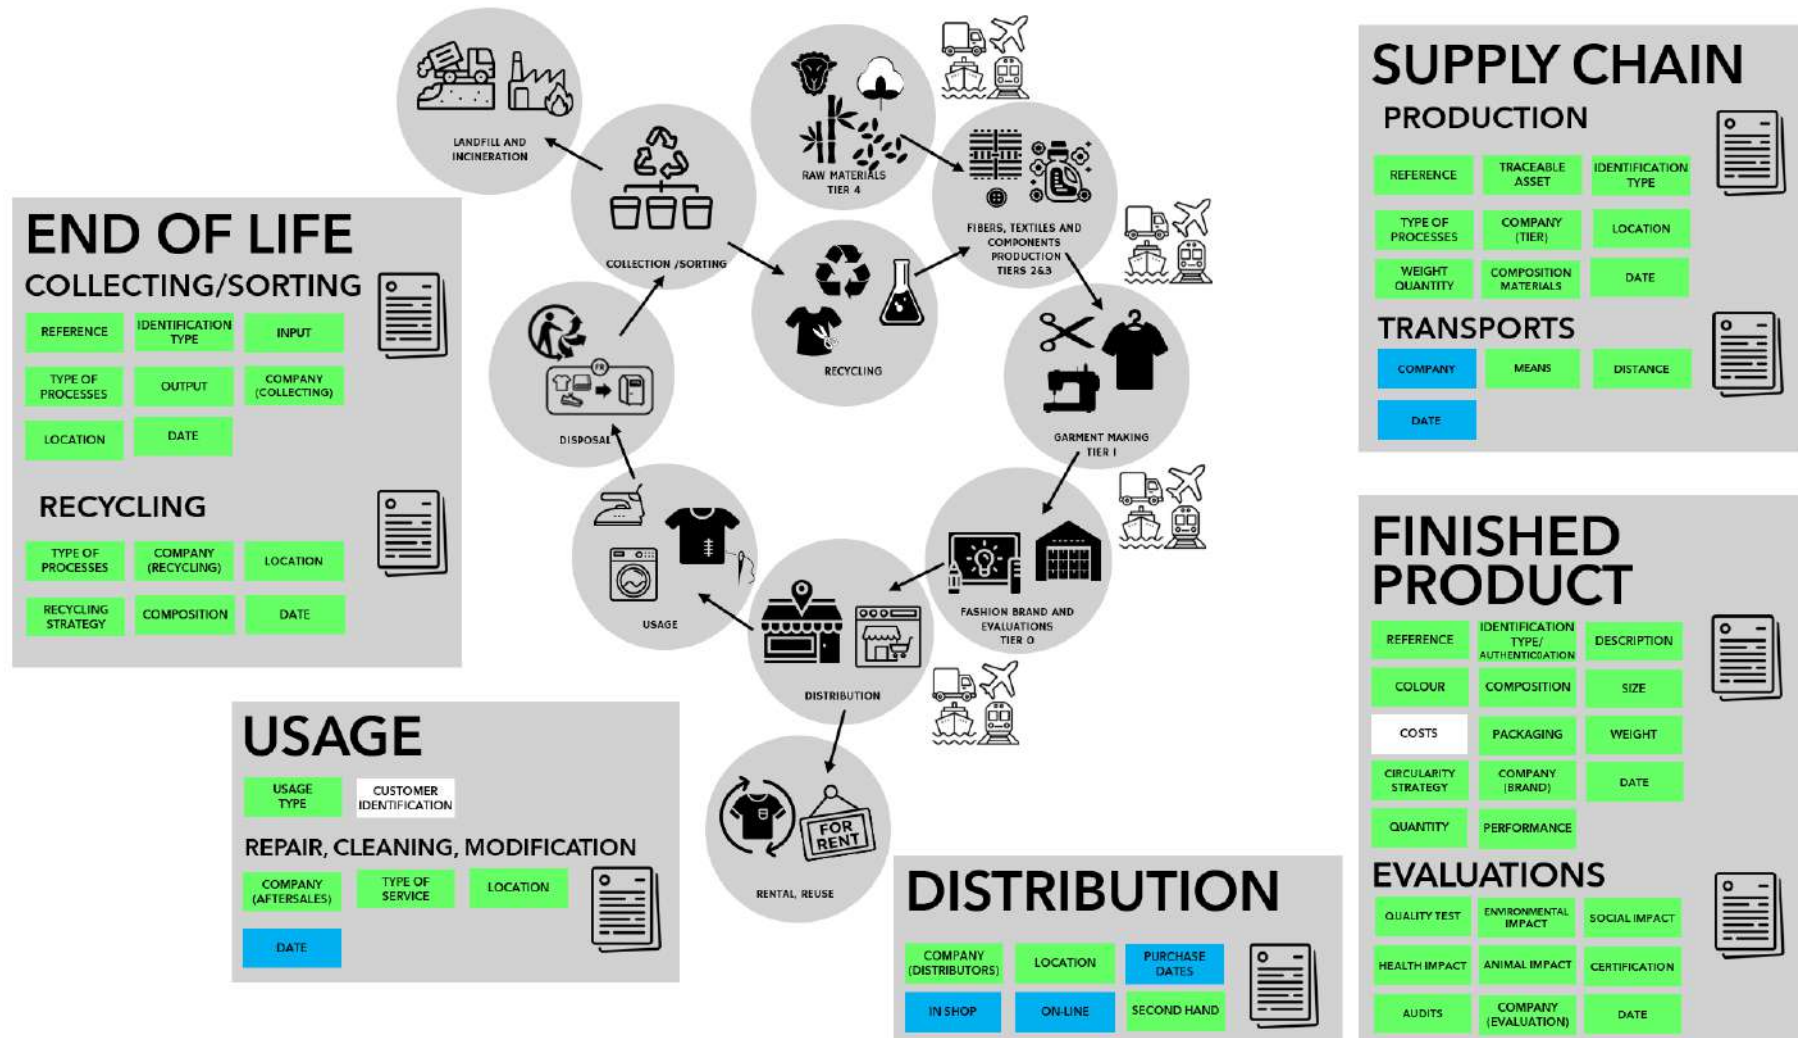 LANDFILL AND
INCINERATION
COLLECTION /SORTING
RAW MATERIALS
TIER 4
FIBERS, TEXTILES AND
COMPONENTS
PRODUCTION
TIERS 2&3
RECYCLING
DISPOSAL
FR
GARMENT MAKING
TIER 1
USAGE
FASHION BRAND AND
EVALUATIONS
TIER 0
DISTRIBUTION
FOR
RENT
RENTAL, REUSE
END OF LIFE
COLLECTING/SORTING
REFERENCE
IDENTIFICATION
TYPE
INPUT
TYPE OF
PROCESSES
OUTPUT
COMPANY
(COLLECTING)
LOCATION
DATE
RECYCLING
TYPE OF
PROCESSES
COMPANY
(RECYCLING)
LOCATION
RECYCLING
STRATEGY
COMPOSITION
DATE
USAGE
USAGE
TYPE
CUSTOMER
IDENTIFICATION
REPAIR, CLEANING, MODIFICATION
COMPANY
(AFTERSALES)
TYPE OF
SERVICE
LOCATION
DATE
DISTRIBUTION
COMPANY
(DISTRIBUTORS)
LOCATION
PURCHASE
DATES
IN SHOP
ON-LINE
SECOND HAND
SUPPLY CHAIN
PRODUCTION
REFERENCE
TRACEABLE
ASSET
IDENTIFICATION
TYPE
TYPE OF
PROCESSES
COMPANY
(TIER)
LOCATION
WEIGHT
QUANTITY
COMPOSITION
MATERIALS
DATE
TRANSPORTS
COMPANY
MEANS
DISTANCE
DATE
FINISHED
PRODUCT
REFERENCE
IDENTIFICATION
TYPE/
AUTHENTICOATION
DESCRIPTION
COLOUR
COMPOSITION
SIZE
COSTS
PACKAGING
WEIGHT
CIRCULARITY
STRATEGY
COMPANY
(BRAND)
DATE
QUANTITY
PERFORMANCE
EVALUATIONS
QUALITY TEST
ENVIRONMENTAL
IMPACT
SOCIAL IMPACT
HEALTH IMPACT
ANIMAL IMPACT
CERTIFICATION
AUDITS
COMPANY
(EVALUATION)
DATE